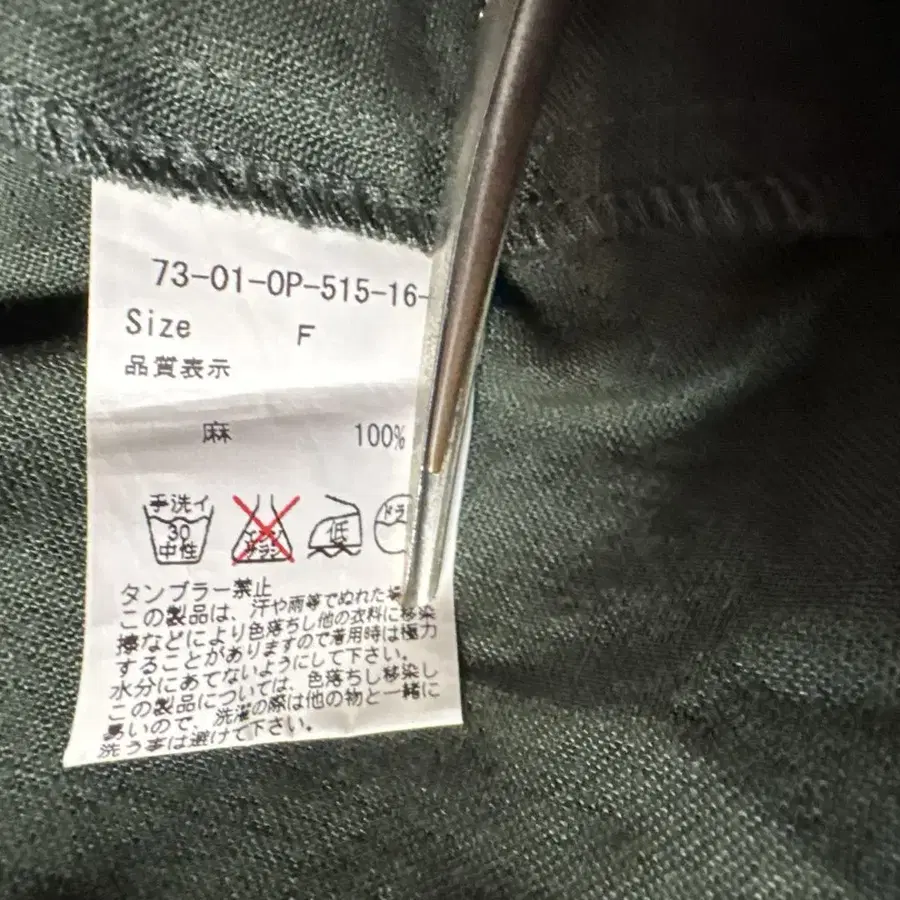 73-01-OP-515-16-
Size F
品質表示
麻 100%
手洗イ
30
中性
低
ドラ
タンブラー禁止
この製品は、汗や雨等でぬれた場
擦などにより色落ちし他の衣料に移染
することがありますので着用時は極力
水分にあてないようにして下さい。
この製品については、色落ちし移染し
易いので、洗濯の際は他の物と一緒に
洗う事は避けて下さい。